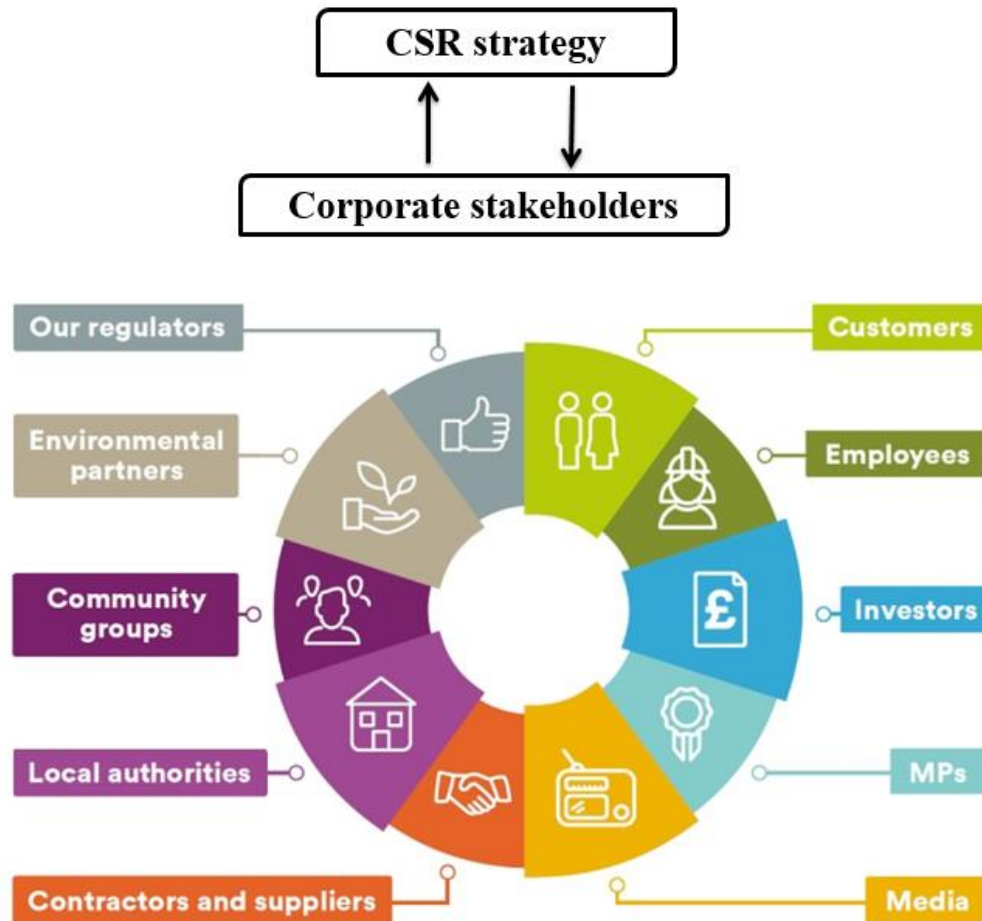 CSR strategy
Corporate stakeholders
Our regulators
Customers
Environmental
partners
Employees
Community
groups
Investors
£
Local authorities
MPs
Contractors and suppliers
Media